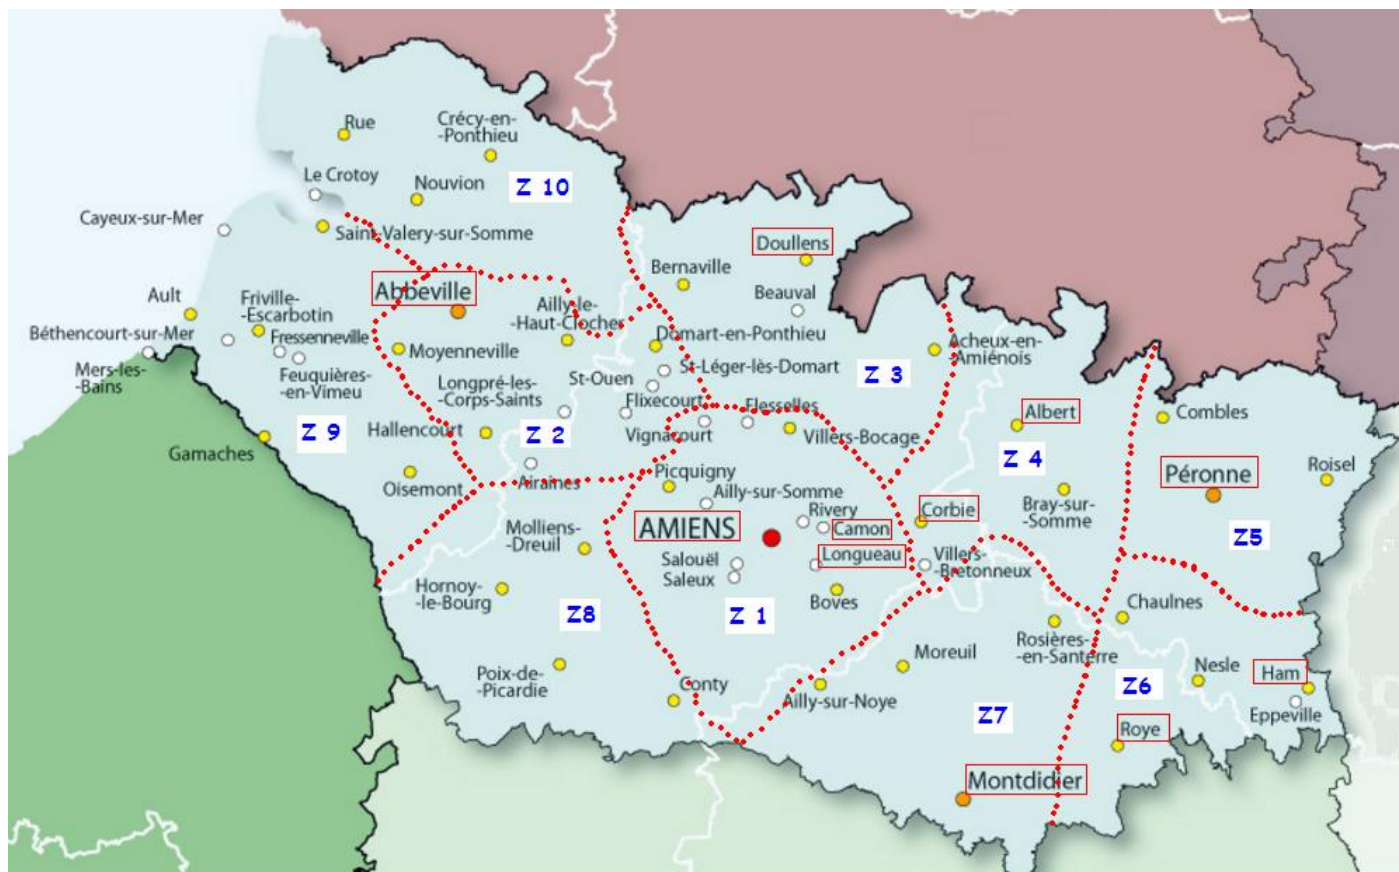 Rue
Crécy-en-
-Ponthieu
Le Crotoy
Nouvion
Z 10
Cayeux-sur-Mer
Saint-Valery-sur-Somme
Doullens
Bernaville
Abbeville
Beauval
Ault
Friville-
-Escarbotin
Ailly-le-
-Haut-Clocher
Béthencourt-sur-Mer
Fressenneville
Domart-en-Ponthieu
Acheux-en-
-Amiénois
Moyenneville
Mers-les-
-Bains
Feuquières-
-en-Vimeu
St-Léger-lès-Domart
Z 3
St-Ouen
Longpré-les-
-Corps-Saints
Flixecourt
Flesselles
Albert
Combles
Z 9
Hallencourt
Z 2
Vignacourt
Villers-Bocage
Gamaches
Z 4
Picquigny
Péronne
Roisel
Oisemont
Airaines
Ailly-sur-Somme
Bray-sur-
-Somme
Corbie
Rivery
Molliens-
-Dreuil
AMIENS
Camon
Z5
Salouël
Longueau
Villers-
-Bretonneux
Saleux
Hornoy-
-le-Bourg
Boves
Chaulnes
Z8
Z 1
Rosières-
-en-Santerre
Moreuil
Nesle
Ham
Poix-de-
-Picardie
Conty
Ailly-sur-Noye
Z6
Eppeville
Z7
Roye
Montdidier